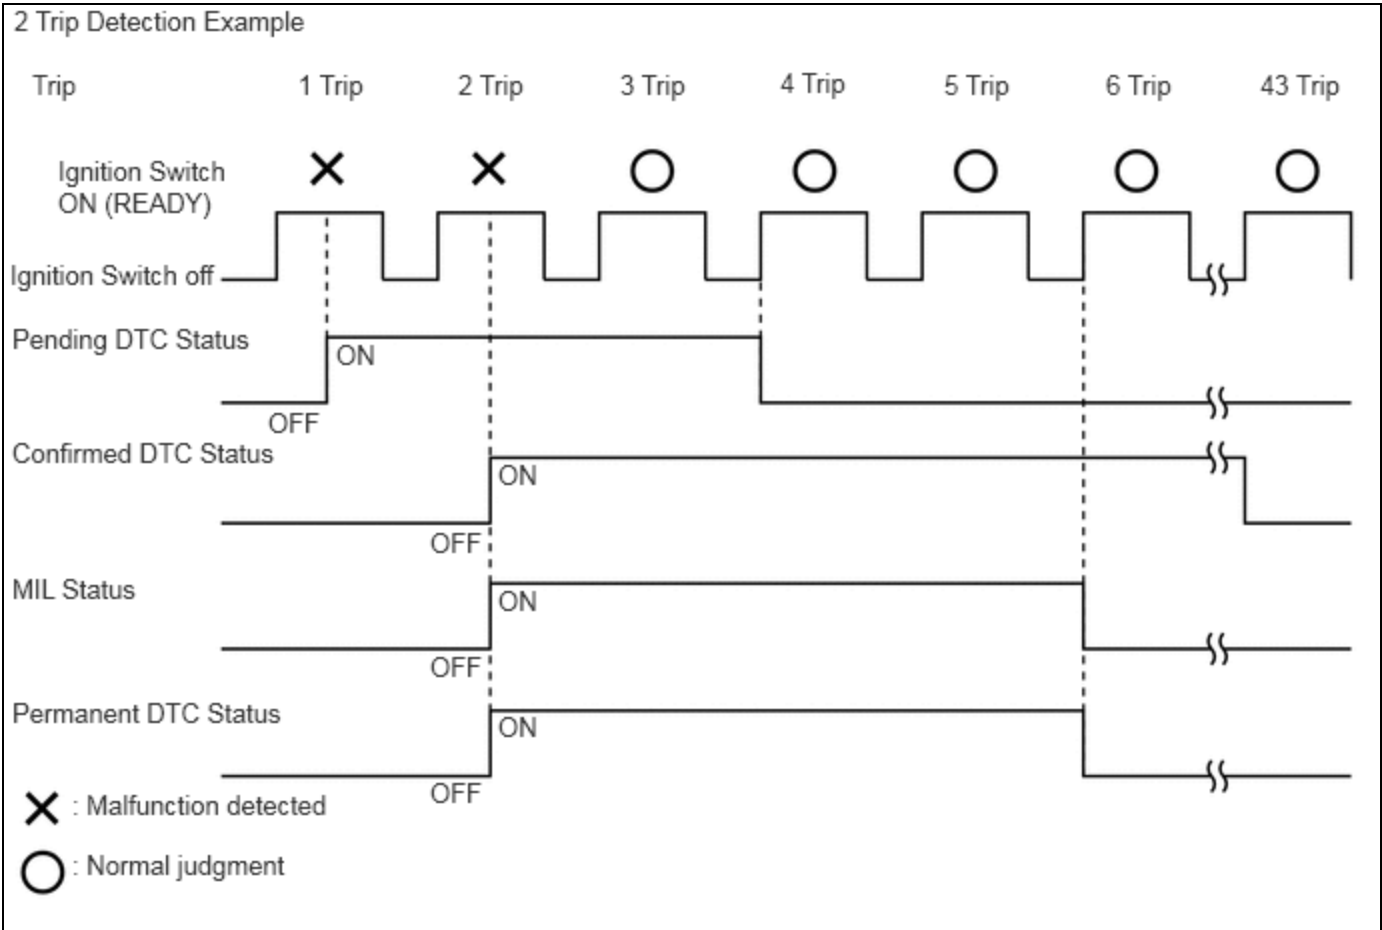 2 Trip Detection Example
Trip 1 Trip 2 Trip 3 Trip 4 Trip 5 Trip 6 Trip 43 Trip
Ignition Switch
ON (READY)
Ignition Switch off
Pending DTC Status
ON
OFF
Confirmed DTC Status
ON
OFF
MIL Status
ON
OFF
Permanent DTC Status
ON
OFF
: Malfunction detected
: Normal judgment